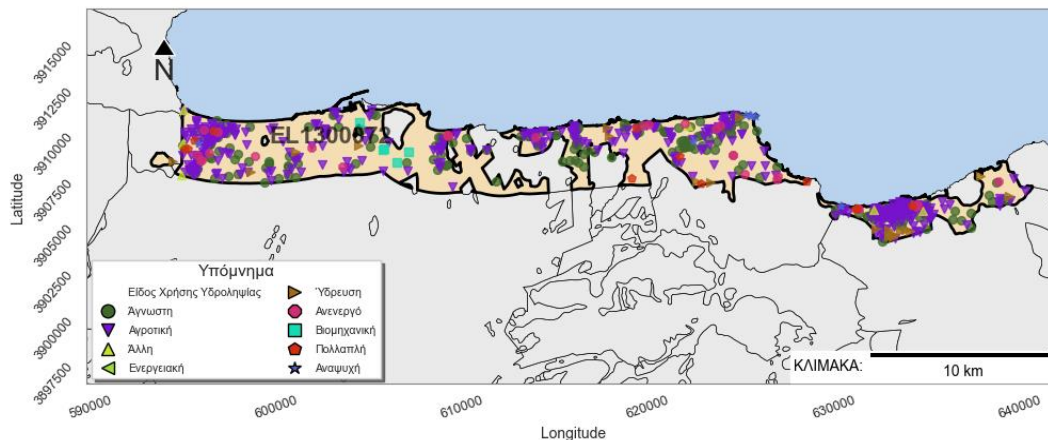 3915000
3912500
3910000
3907500
3905000
3902500
3900000
3897500
Latitude
N
EL1300072
Υπόμνημα
Είδος Χρήσης Υδροληψίας
Άγνωστη
Αγροτική
Άλλη
Ενεργειακή
Ύδρευση
Ανενεργό
Βιομηχανική
Πολλαπλή
Αναψυχή
ΚΛΙΜΑΚΑ:
10 km
590000 600000 610000 620000 630000 640000
Longitude